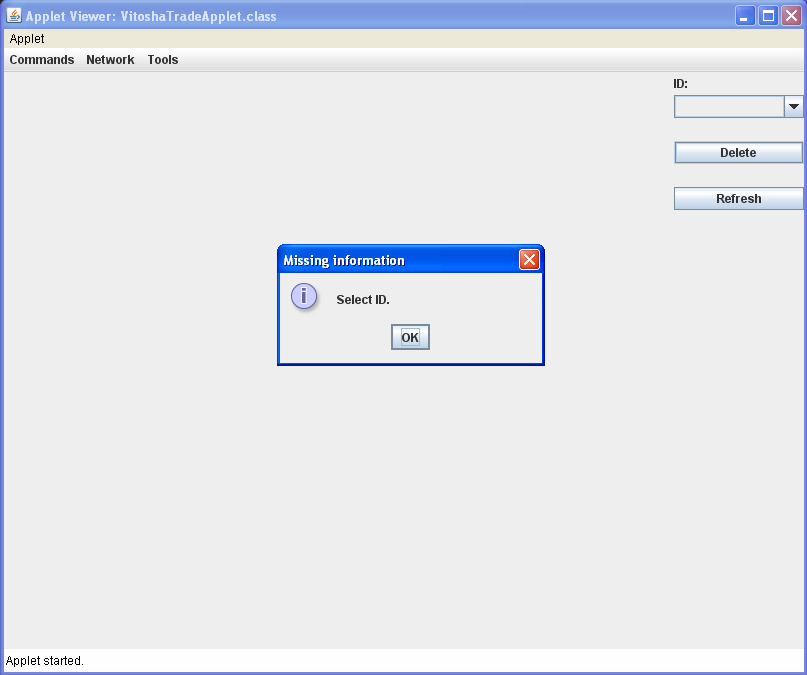 Applet Viewer: VitoshaTradeApplet.class
Applet
Commands Network Tools
ID:
Delete
Refresh
Missing information
i
Select ID.
OK
Applet started.